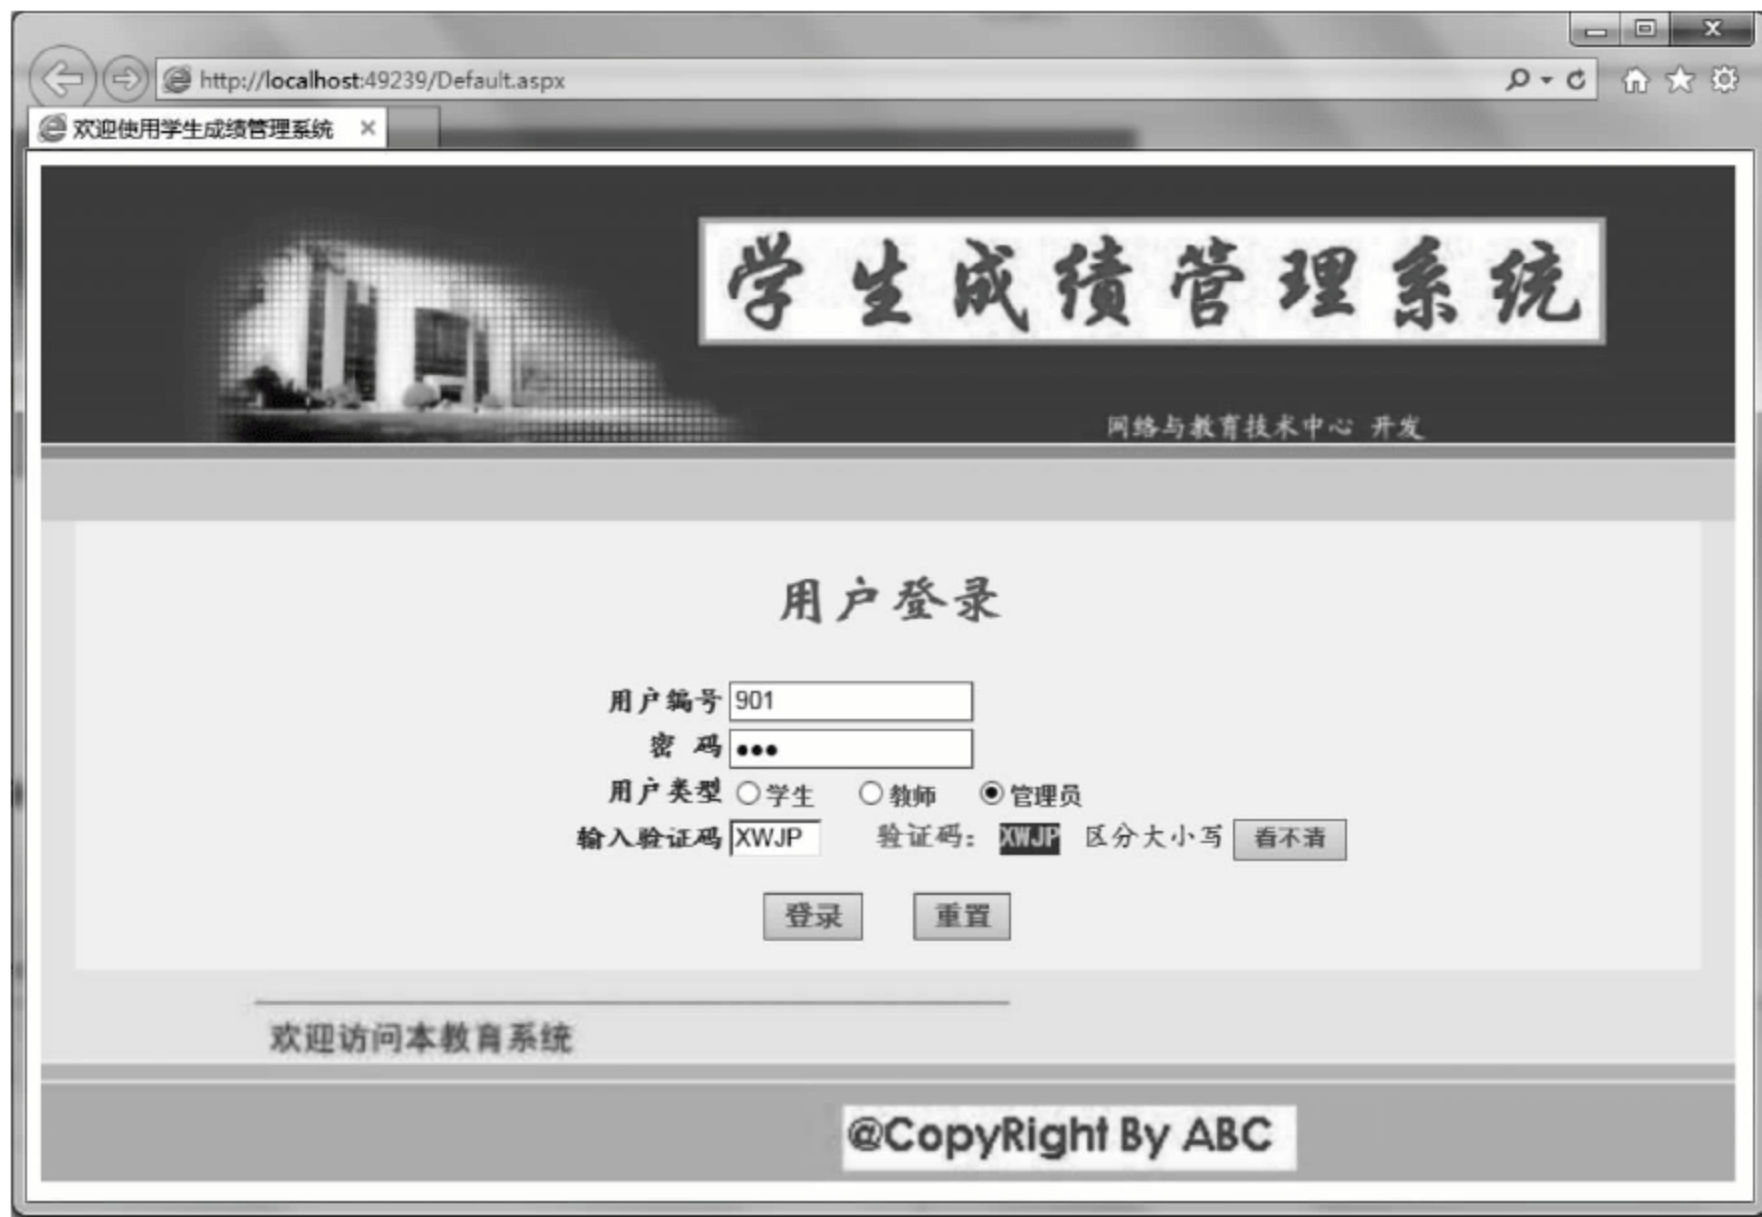 http://localhost:49239/Default.aspx
欢迎使用学生成绩管理系统
学生成绩管理系统
网络与教育技术中心 开发
用户登录
用户编号 901
密 码 ●●●
用户类型 学生 教师 管理员
输入验证码 XWJP 验证码: XWJP 区分大小写 看不清
登录 重置
欢迎访问本教育系统
@CopyRight By ABC